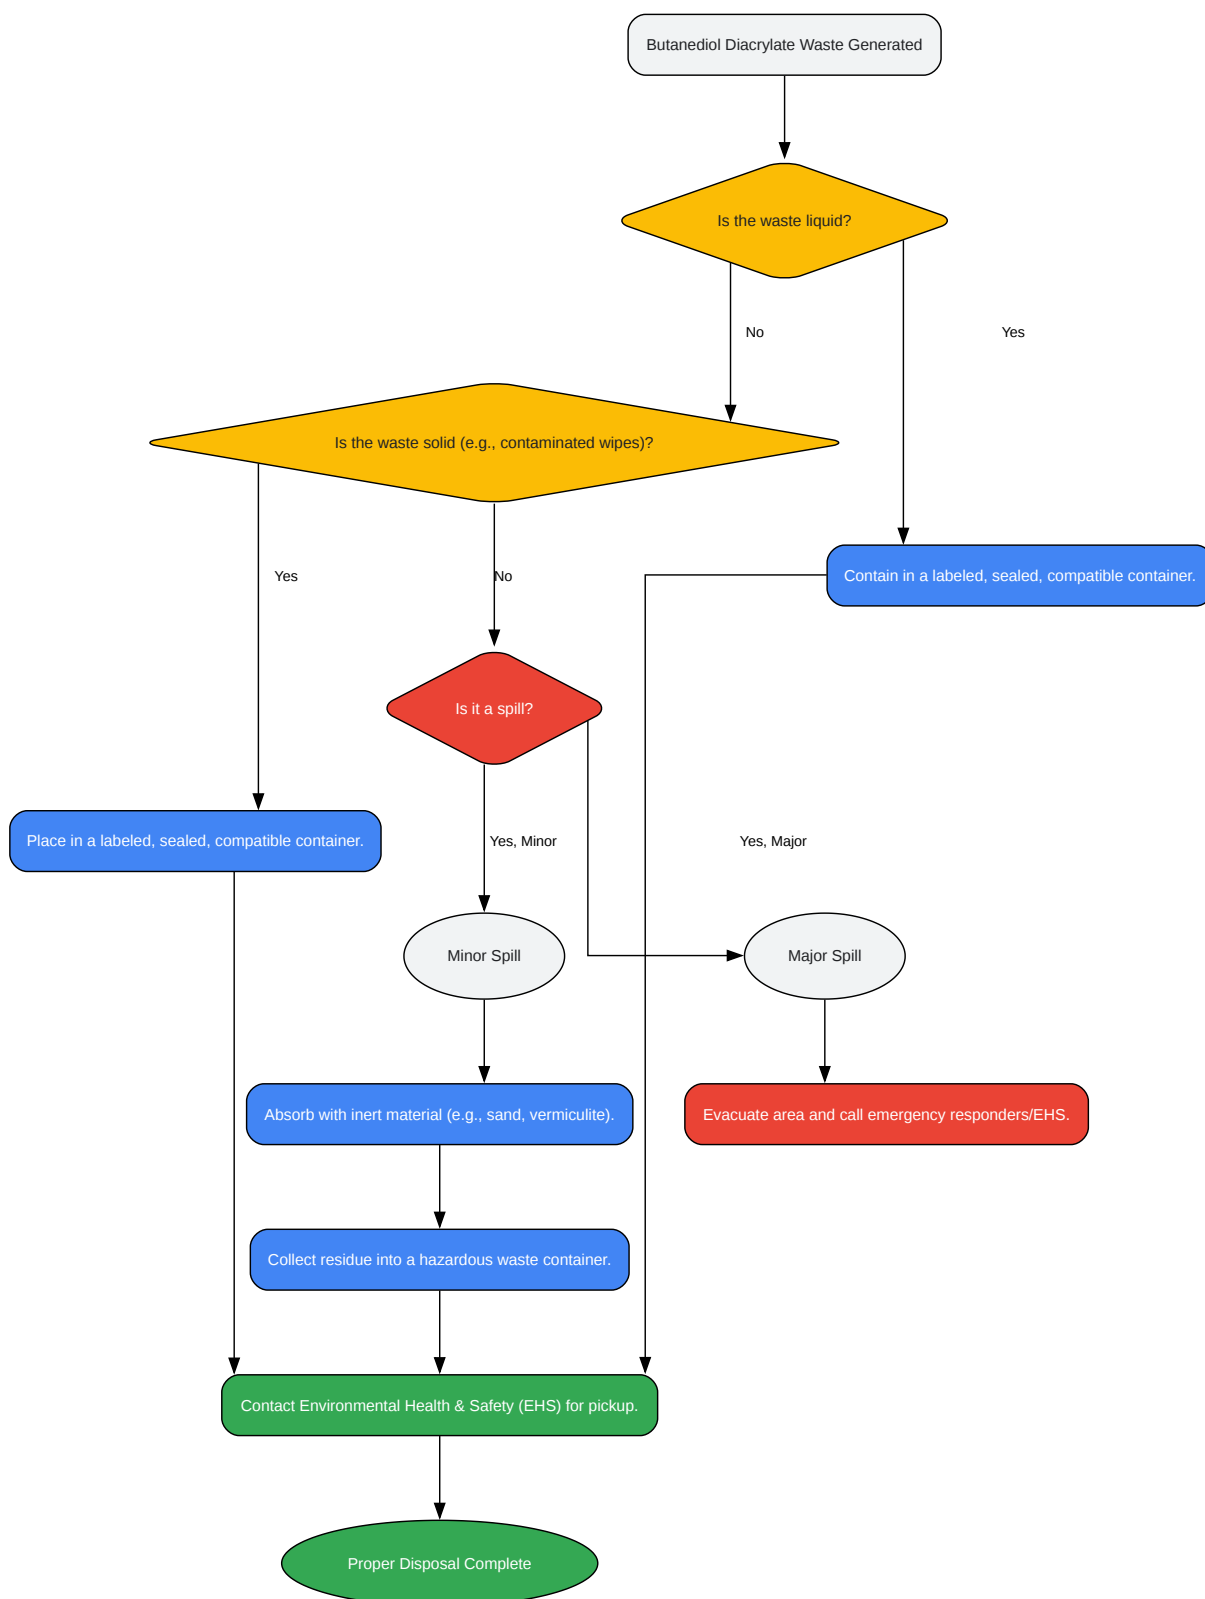 Butanediol Diacrylate Waste Generated
Is the waste liquid?
No
Yes
Is the waste solid (e.g., contaminated wipes)?
Yes
No
Contain in a labeled, sealed, compatible container.
Is it a spill?
Place in a labeled, sealed, compatible container.
Yes, Minor
Yes, Major
Minor Spill
Major Spill
Absorb with inert material (e.g., sand, vermiculite).
Evacuate area and call emergency responders/EHS.
Collect residue into a hazardous waste container.
Contact Environmental Health & Safety (EHS) for pickup.
Proper Disposal Complete